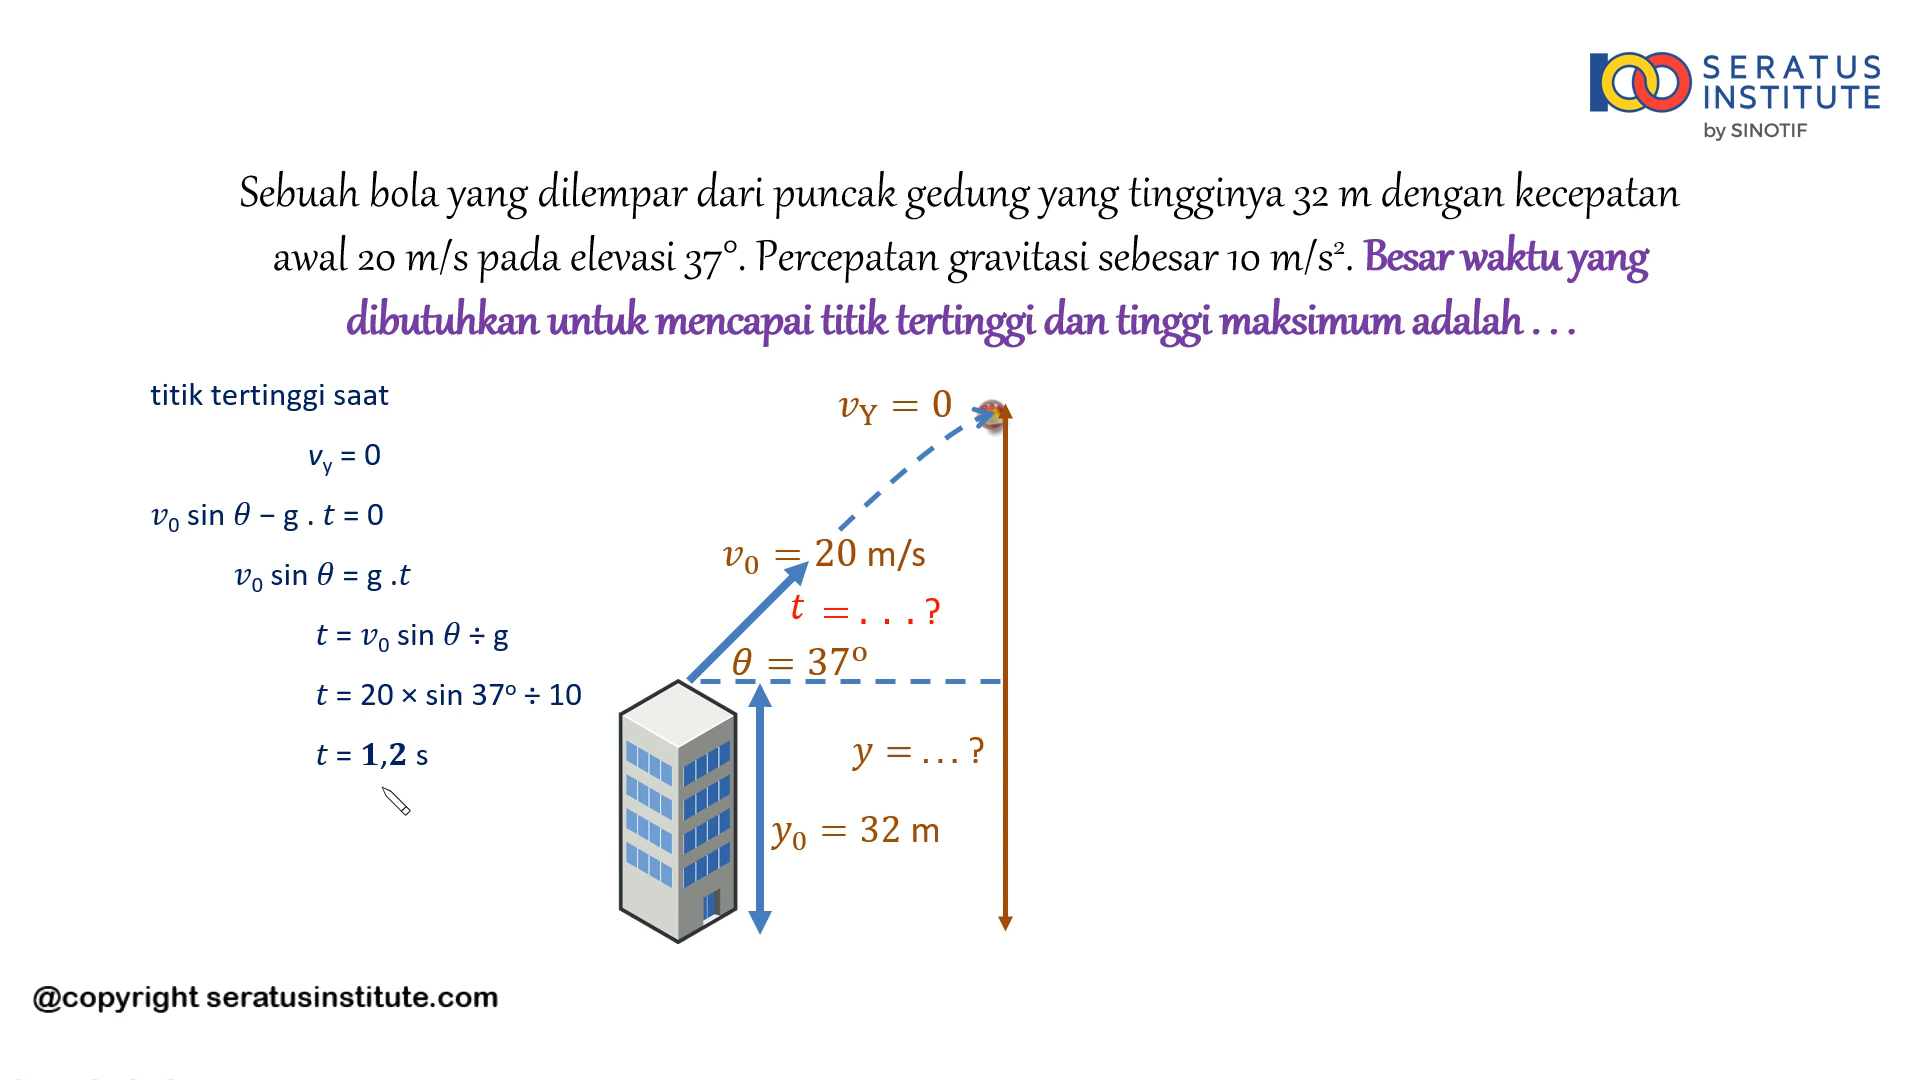 SERATUS
INSTITUTE
by SINOTIF
Sebuah bola yang dilempar dari puncak gedung yang tingginya 32 m dengan kecepatan
awal 20 m/s pada elevasi 37°. Percepatan gravitasi sebesar 10 m/s². Besar waktu yang
dibutuhkan untuk mencapai titik tertinggi dan tinggi maksimum adalah . . .
titik tertinggi saat
vy = 0
v₀ sin θ − g . t = 0
v₀ sin θ = g .t
t = v₀ sin θ ÷ g
t = 20 × sin 37º ÷ 10
t = 1,2 s
vY = 0
v₀ = 20 m/s
t = . . . ?
θ = 37º
y = . . . ?
y₀ = 32 m
@copyright seratusinstitute.com